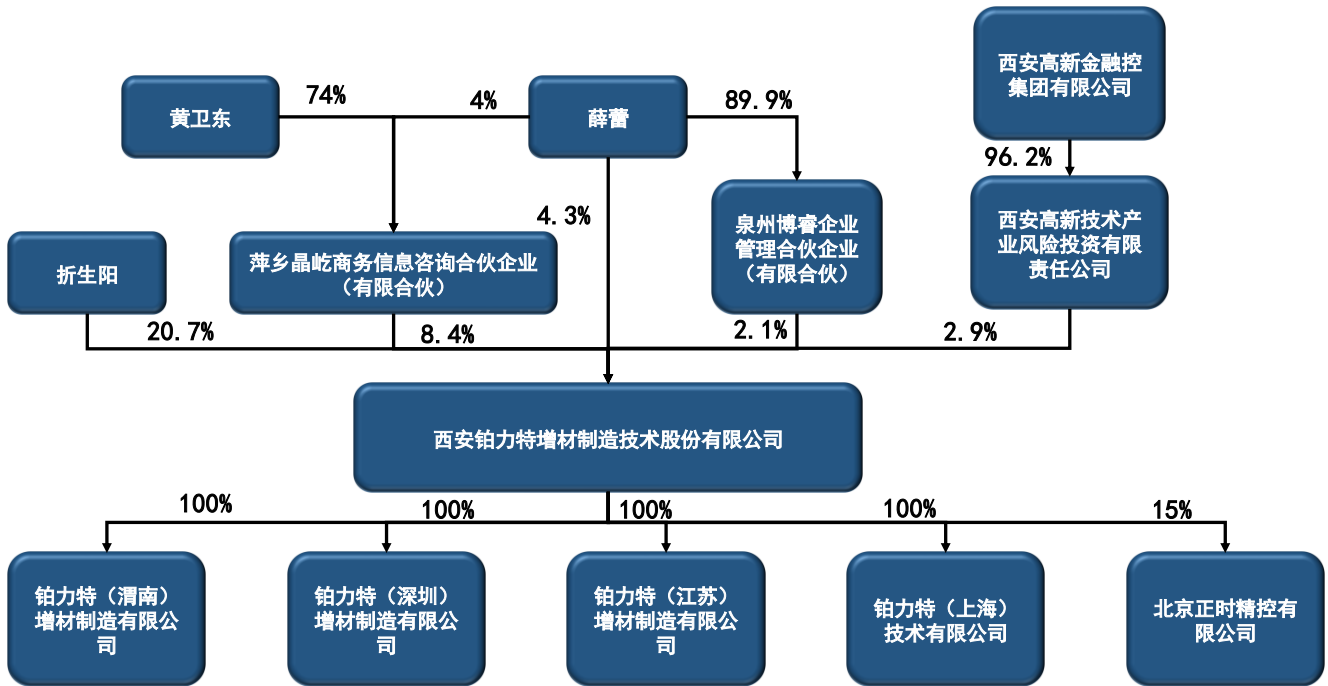 西安高新金融控
集团有限公司
黄卫东
74%
4%
薛蕾
89.9%
96.2%
折生阳
萍乡晶屹商务信息咨询合伙企业
（有限合伙）
4.3%
泉州博睿企业
管理合伙企业
（有限合伙）
西安高新技术产
业风险投资有限
责任公司
20.7%
8.4%
2.1%
2.9%
西安铂力特增材制造技术股份有限公司
100%
100%
100%
100%
15%
铂力特（渭南）
增材制造有限公
司
铂力特（深圳）
增材制造有限公
司
铂力特（江苏）
增材制造有限公
司
铂力特（上海）
技术有限公司
北京正时精控有
限公司